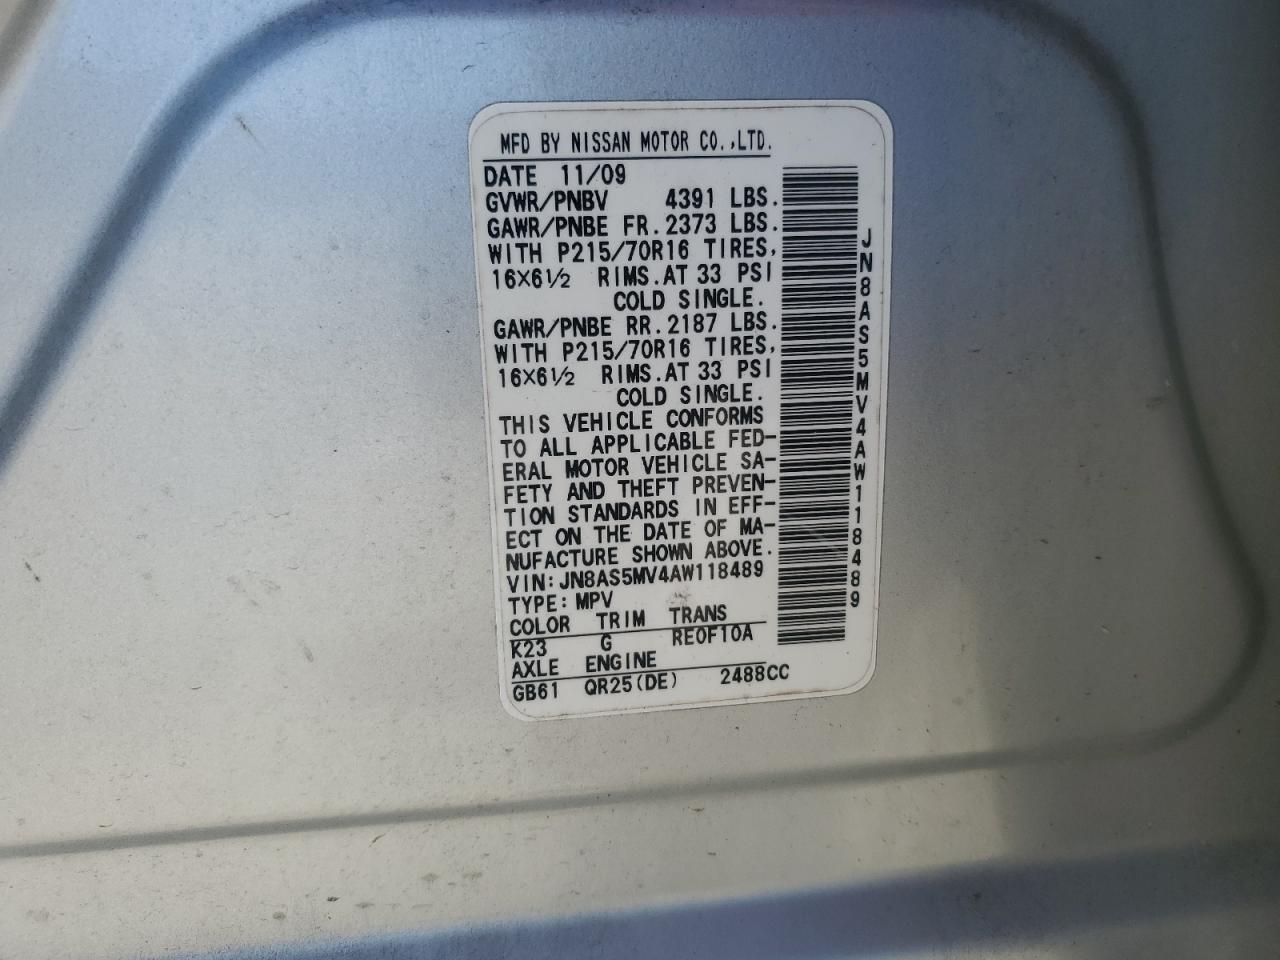 MFD BY NISSAN MOTOR CO.,LTD.
DATE 11/09
GVWR/PNBV 4391 LBS.
GAWR/PNBE FR.2373 LBS.
WITH P215/70R16 TIRES,
16X6½ RIMS.AT 33 PSI
COLD SINGLE.
GAWR/PNBE RR.2187 LBS.
WITH P215/70R16 TIRES,
16X6½ RIMS.AT 33 PSI
COLD SINGLE.
THIS VEHICLE CONFORMS
TO ALL APPLICABLE FED-
ERAL MOTOR VEHICLE SA-
FETY AND THEFT PREVEN-
TION STANDARDS IN EFF-
ECT ON THE DATE OF MA-
NUFACTURE SHOWN ABOVE.
VIN:JN8AS5MV4AW118489
TYPE:MPV
COLOR TRIM TRANS
K23 G RE0F10A
AXLE ENGINE
GB61 QR25(DE) 2488CC
JN8AS5MV4AW118489